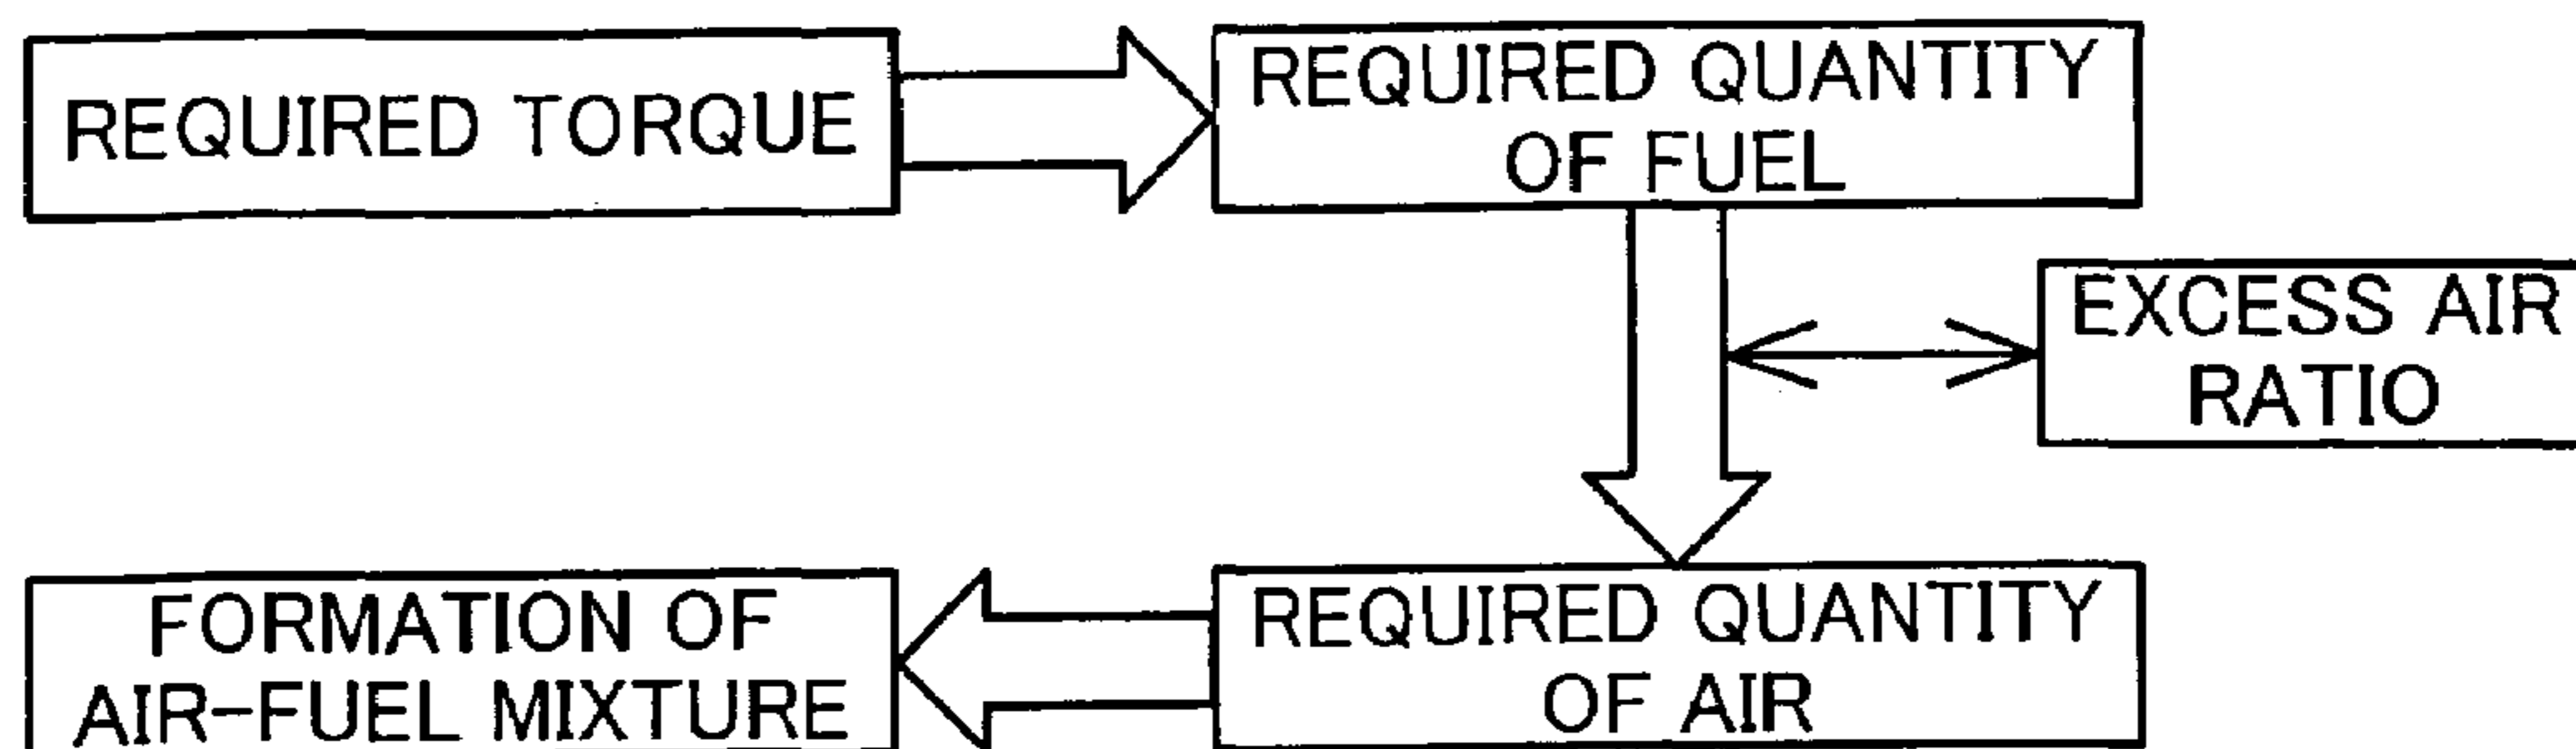 REQUIRED TORQUE
REQUIRED QUANTITY
OF FUEL
EXCESS AIR
RATIO
REQUIRED QUANTITY
OF AIR
FORMATION OF
AIR-FUEL MIXTURE